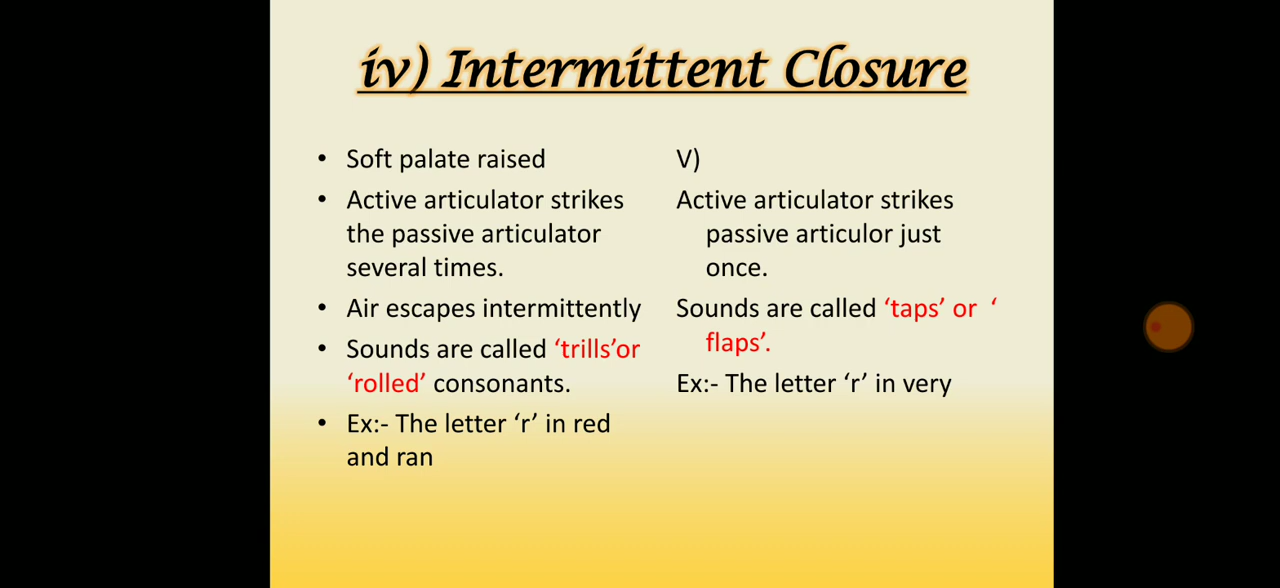 iv) Intermittent Closure
• Soft palate raised
• Active articulator strikes
the passive articulator
several times.
• Air escapes intermittently
• Sounds are called ‘trills’or
‘rolled’ consonants.
• Ex:- The letter ‘r’ in red
and ran
V)
Active articulator strikes
passive articulor just
once.
Sounds are called ‘taps’ or ‘
flaps’.
Ex:- The letter ‘r’ in very